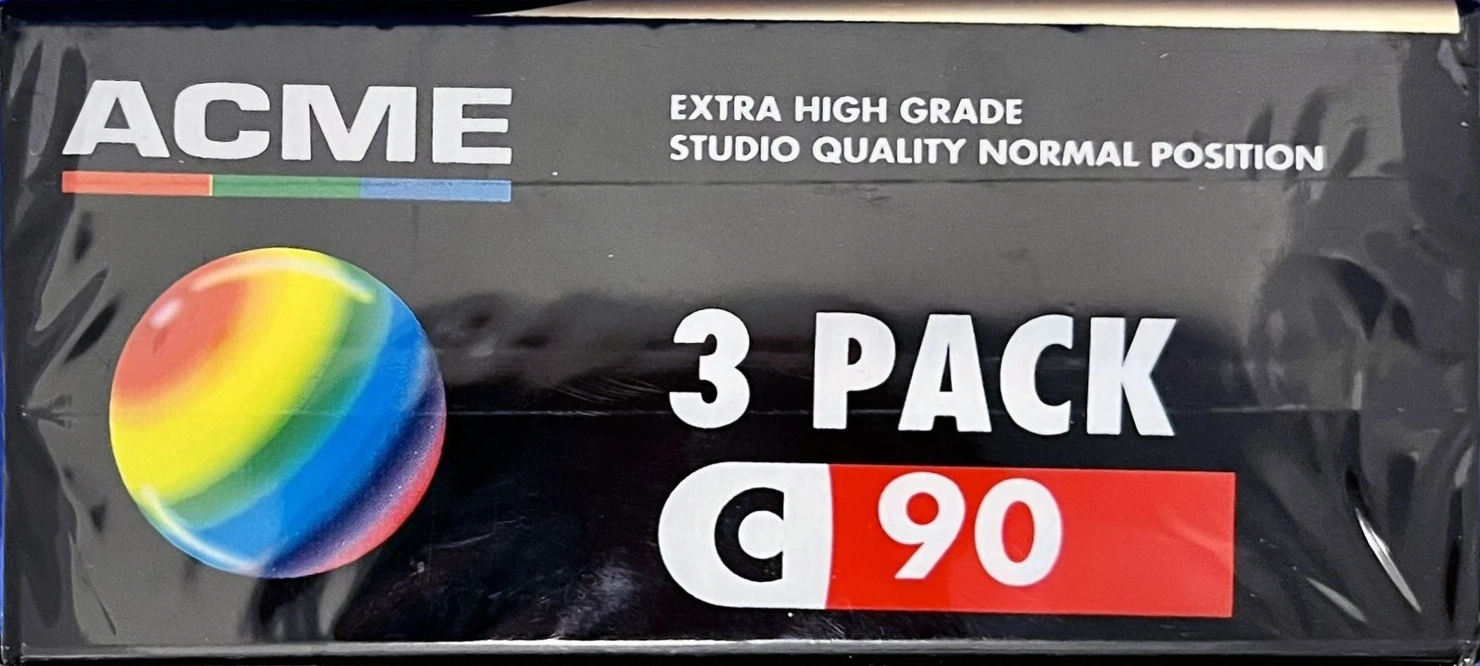 ACME
EXTRA HIGH GRADE
STUDIO QUALITY NORMAL POSITION
3 PACK
C 90